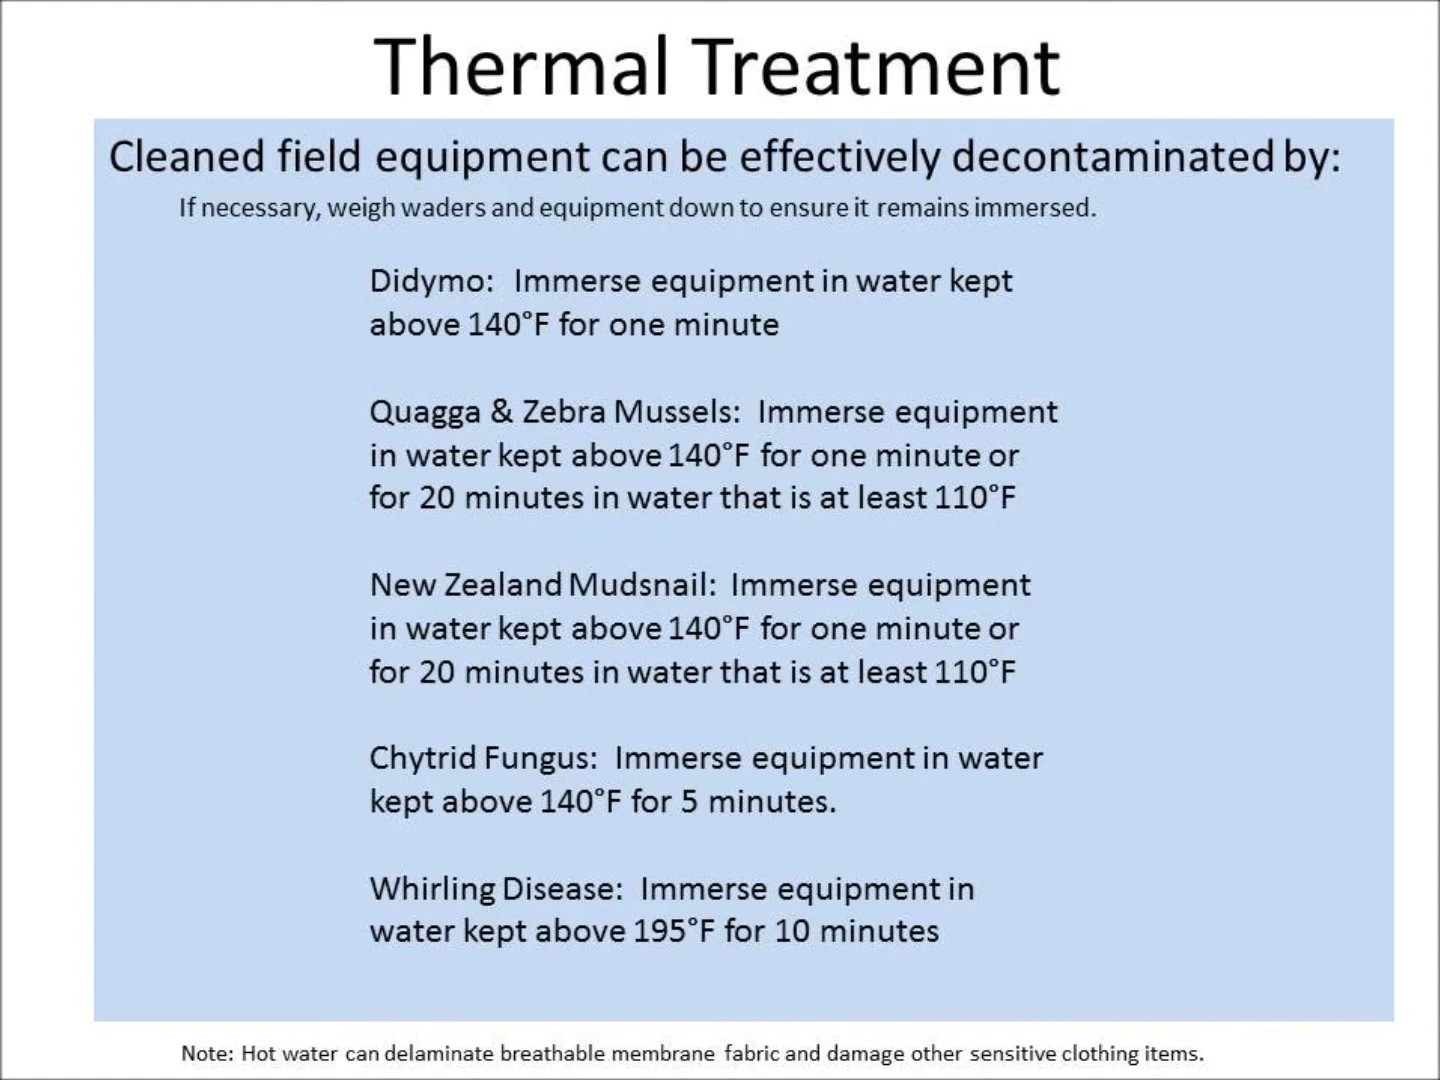 Thermal Treatment
Cleaned field equipment can be effectively decontaminated by:
If necessary, weigh waders and equipment down to ensure it remains immersed.
Didymo: Immerse equipment in water kept
above 140°F for one minute
Quagga & Zebra Mussels: Immerse equipment
in water kept above 140°F for one minute or
for 20 minutes in water that is at least 110°F
New Zealand Mudsnail: Immerse equipment
in water kept above 140°F for one minute or
for 20 minutes in water that is at least 110°F
Chytrid Fungus: Immerse equipment in water
kept above 140°F for 5 minutes.
Whirling Disease: Immerse equipment in
water kept above 195°F for 10 minutes
Note: Hot water can delaminate breathable membrane fabric and damage other sensitive clothing items.